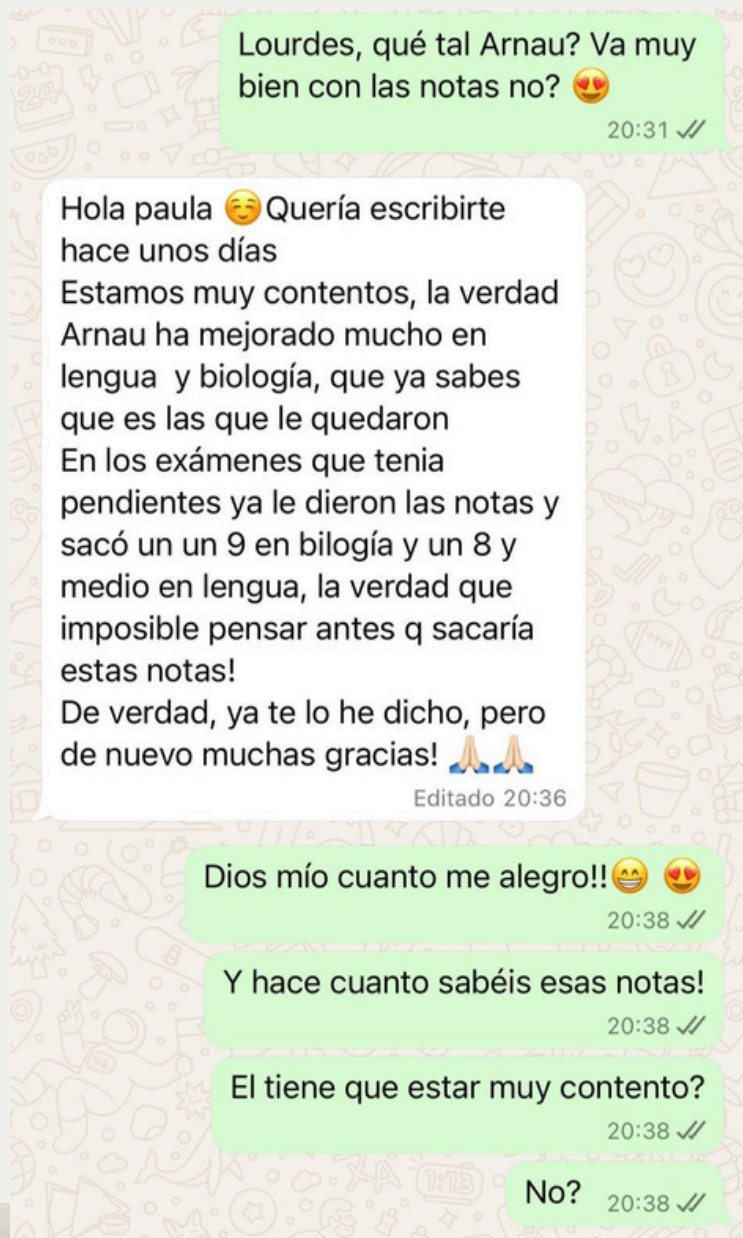 Lourdes, qué tal Arnau? Va muy
bien con las notas no? 😍
20:31
Hola paula ☺️Quería escribirte
hace unos días
Estamos muy contentos, la verdad
Arnau ha mejorado mucho en
lengua  y biología, que ya sabes
que es las que le quedaron
En los exámenes que tenia
pendientes ya le dieron las notas y
sacó un un 9 en bilogía y un 8 y
medio en lengua, la verdad que
imposible pensar antes q sacaría
estas notas!
De verdad, ya te lo he dicho, pero
de nuevo muchas gracias! 🙏🏻🙏🏻
Editado 20:36
Dios mío cuanto me alegro!!😁 😍
20:38
Y hace cuanto sabéis esas notas!
20:38
El tiene que estar muy contento?
20:38
No? 20:38